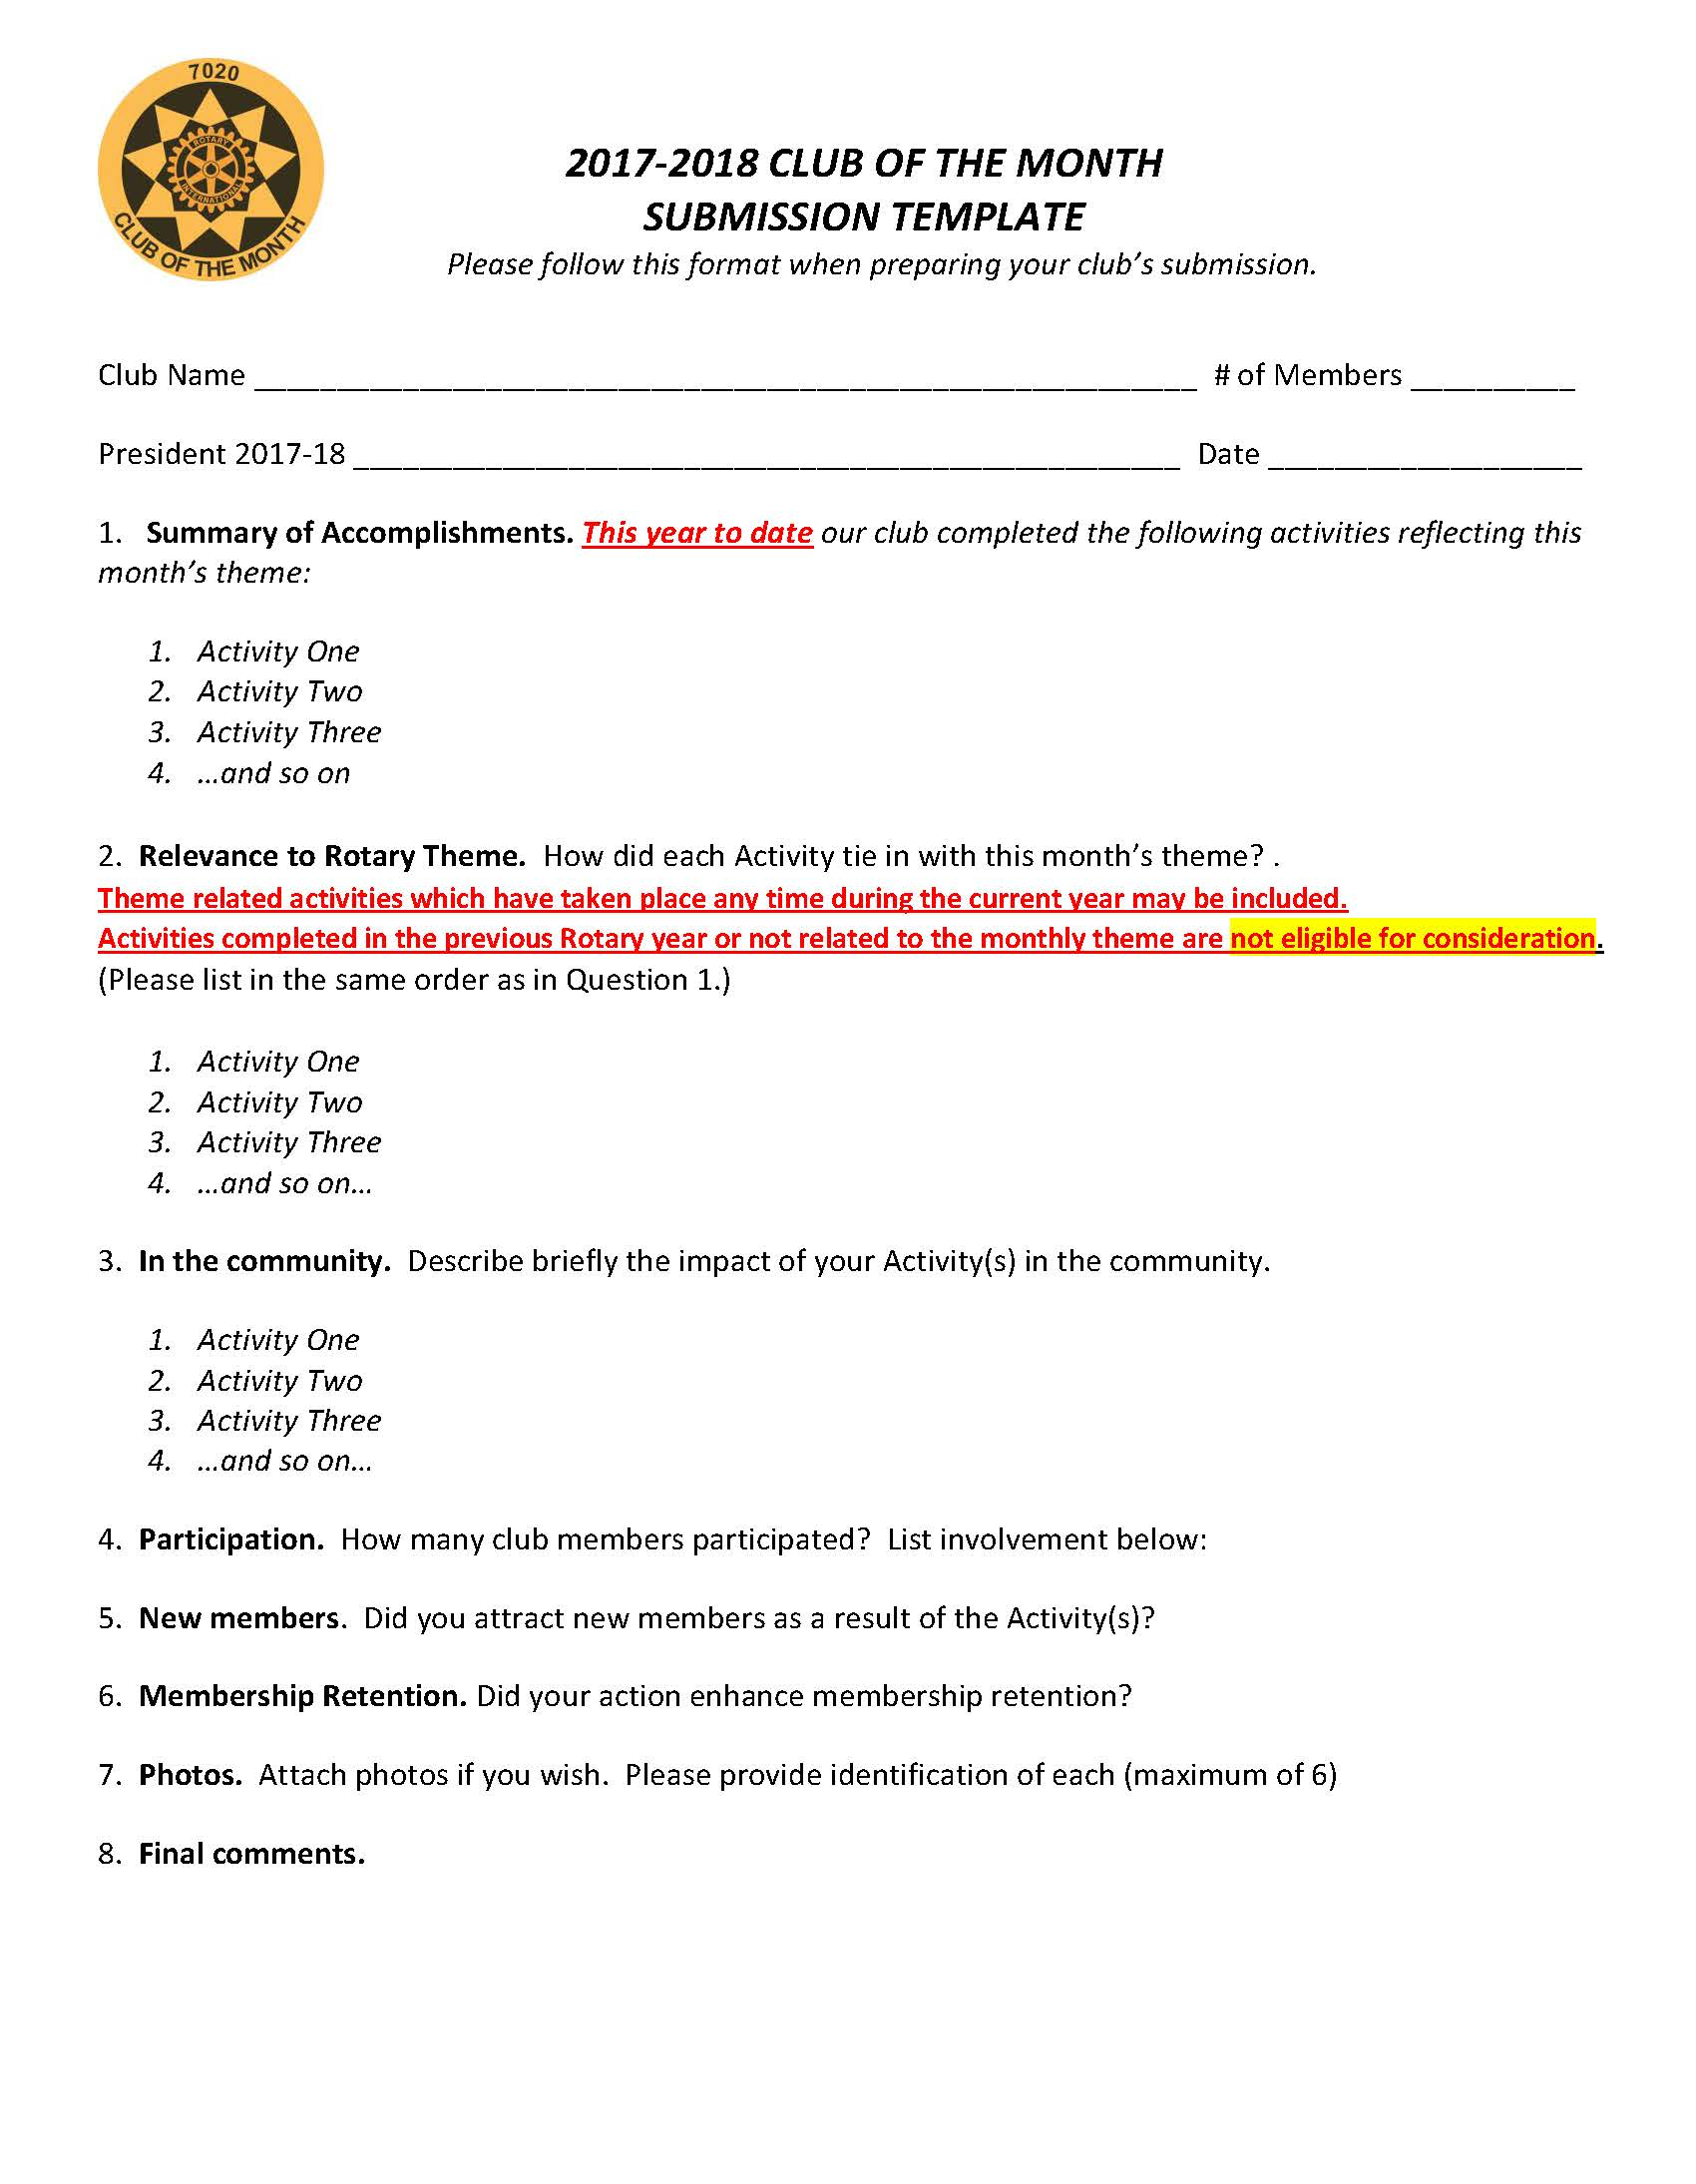 7020
ROTARY
INTERNATIONAL
CLUB OF THE MONTH
2017-2018 CLUB OF THE MONTH
SUBMISSION TEMPLATE
Please follow this format when preparing your club’s submission.
Club Name _________________________________________________________ # of Members __________
President 2017-18 __________________________________________________ Date ___________________
1. Summary of Accomplishments. This year to date our club completed the following activities reflecting this
month’s theme:
1. Activity One
2. Activity Two
3. Activity Three
4. …and so on
2. Relevance to Rotary Theme. How did each Activity tie in with this month’s theme? .
Theme related activities which have taken place any time during the current year may be included.
Activities completed in the previous Rotary year or not related to the monthly theme are not eligible for consideration.
(Please list in the same order as in Question 1.)
1. Activity One
2. Activity Two
3. Activity Three
4. …and so on…
3. In the community. Describe briefly the impact of your Activity(s) in the community.
1. Activity One
2. Activity Two
3. Activity Three
4. …and so on…
4. Participation. How many club members participated? List involvement below:
5. New members. Did you attract new members as a result of the Activity(s)?
6. Membership Retention. Did your action enhance membership retention?
7. Photos. Attach photos if you wish. Please provide identification of each (maximum of 6)
8. Final comments.